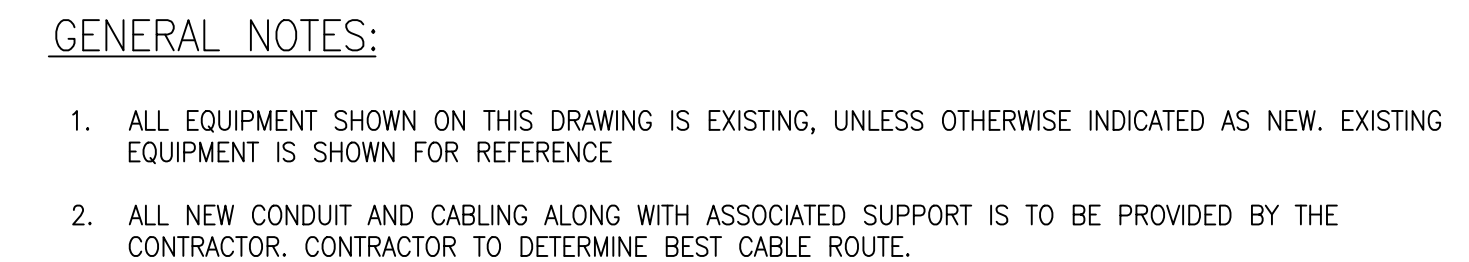 GENERAL NOTES:
1. ALL EQUIPMENT SHOWN ON THIS DRAWING IS EXISTING, UNLESS OTHERWISE INDICATED AS NEW. EXISTING
EQUIPMENT IS SHOWN FOR REFERENCE
2. ALL NEW CONDUIT AND CABLING ALONG WITH ASSOCIATED SUPPORT IS TO BE PROVIDED BY THE
CONTRACTOR. CONTRACTOR TO DETERMINE BEST CABLE ROUTE.